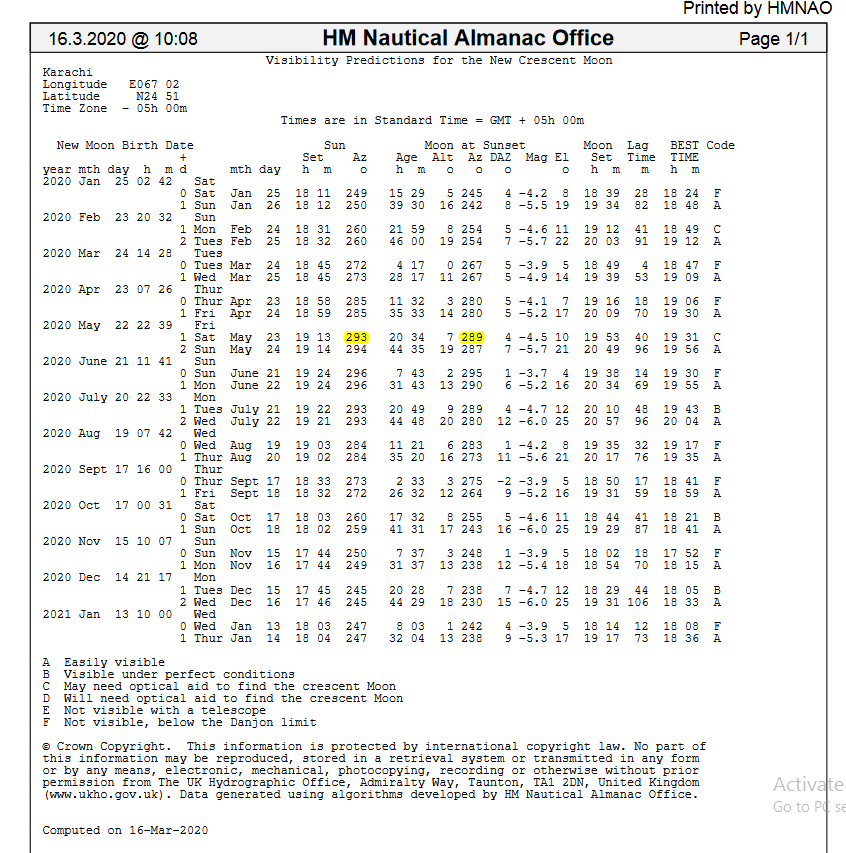 Printed by HMNAO
16.3.2020 @ 10:08 HM Nautical Almanac Office Page 1/1
Visibility Predictions for the New Crescent Moon
Karachi
Longitude E067 02
Latitude N24 51
Time Zone - 05h 00m
Times are in Standard Time = GMT + 05h 00m
New Moon Birth Date Sun Moon at Sunset Moon Lag BEST Code
+ Set Az Age Alt Az DAZ Mag El Set Time TIME
year mth day h m d mth day h m o h m o o o o h m m h m
2020 Jan 25 02 42 Sat
0 Sat Jan 25 18 11 249 15 29 5 245 4 -4.2 8 18 39 28 18 24 F
1 Sun Jan 26 18 12 250 39 30 16 242 8 -5.5 19 19 34 82 18 48 A
2020 Feb 23 20 32 Sun
1 Mon Feb 24 18 31 260 21 59 8 254 5 -4.6 11 19 12 41 18 49 C
2 Tues Feb 25 18 32 260 46 00 19 254 7 -5.7 22 20 03 91 19 12 A
2020 Mar 24 14 28 Tues
0 Tues Mar 24 18 45 272 4 17 0 267 5 -3.9 5 18 49 4 18 47 F
1 Wed Mar 25 18 45 273 28 17 11 267 5 -4.9 14 19 39 53 19 09 A
2020 Apr 23 07 26 Thur
0 Thur Apr 23 18 58 285 11 32 3 280 5 -4.1 7 19 16 18 19 06 F
1 Fri Apr 24 18 59 285 35 33 14 280 5 -5.2 17 20 09 70 19 30 A
2020 May 22 22 39 Fri
1 Sat May 23 19 13 293 20 34 7 289 4 -4.5 10 19 53 40 19 31 C
2 Sun May 24 19 14 294 44 35 19 287 7 -5.7 21 20 49 96 19 56 A
2020 June 21 11 41 Sun
0 Sun June 21 19 24 296 7 43 2 295 1 -3.7 4 19 38 14 19 30 F
1 Mon June 22 19 24 296 31 43 13 290 6 -5.2 16 20 34 69 19 55 A
2020 July 20 22 33 Mon
1 Tues July 21 19 22 293 20 49 9 289 4 -4.7 12 20 10 48 19 43 B
2 Wed July 22 19 21 293 44 48 20 280 12 -6.0 25 20 57 96 20 04 A
2020 Aug 19 07 42 Wed
0 Wed Aug 19 19 03 284 11 21 6 283 1 -4.2 8 19 35 32 19 17 F
1 Thur Aug 20 19 02 284 35 20 16 273 11 -5.6 21 20 17 76 19 35 A
2020 Sept 17 16 00 Thur
0 Thur Sept 17 18 33 273 2 33 3 275 -2 -3.9 5 18 50 17 18 41 F
1 Fri Sept 18 18 32 272 26 32 12 264 9 -5.2 16 19 31 59 18 59 A
2020 Oct 17 00 31 Sat
0 Sat Oct 17 18 03 260 17 32 8 255 5 -4.6 11 18 44 41 18 21 B
1 Sun Oct 18 18 02 259 41 31 17 243 16 -6.0 25 19 29 87 18 41 A
2020 Nov 15 10 07 Sun
0 Sun Nov 15 17 44 250 7 37 3 248 1 -3.9 5 18 02 18 17 52 F
1 Mon Nov 16 17 44 249 31 37 13 238 12 -5.4 18 18 54 70 18 15 A
2020 Dec 14 21 17 Mon
1 Tues Dec 15 17 45 245 20 28 7 238 7 -4.7 12 18 29 44 18 05 B
2 Wed Dec 16 17 46 245 44 29 18 230 15 -6.0 25 19 31 106 18 33 A
2021 Jan 13 10 00 Wed
0 Wed Jan 13 18 03 247 8 03 1 242 4 -3.9 5 18 14 12 18 08 F
1 Thur Jan 14 18 04 247 32 04 13 238 9 -5.3 17 19 17 73 18 36 A
A Easily visible
B Visible under perfect conditions
C May need optical aid to find the crescent Moon
D Will need optical aid to find the crescent Moon
E Not visible with a telescope
F Not visible, below the Danjon limit
© Crown Copyright. This information is protected by international copyright law. No part of
this information may be reproduced, stored in a retrieval system or transmitted in any form
or by any means, electronic, mechanical, photocopying, recording or otherwise without prior
permission from The UK Hydrographic Office, Admiralty Way, Taunton, TA1 2DN, United Kingdom
(www.ukho.gov.uk). Data generated using algorithms developed by HM Nautical Almanac Office.
Activate
Go to PC se
Computed on 16-Mar-2020